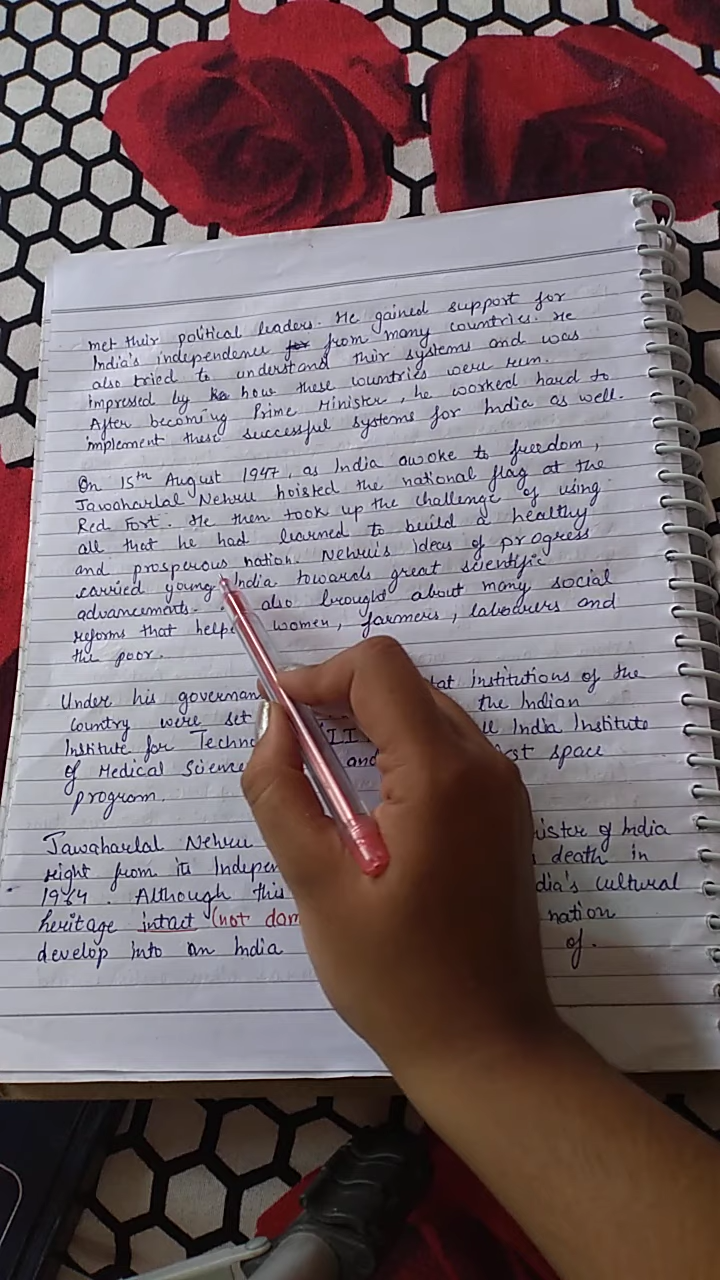 met their political leaders. He gained support for
India's independence for from many countries. He
also tried to understand their systems and was
impressed by ho how these countries were run.
After becoming Prime Minister, he worked hard to
implement these successful systems for India as well.
On 15th August 1947, as India awoke to freedom,
Jawaharlal Nehru hoisted the national flag at the
Red Fort. He then took up the challenge of using
all that he had learned to build a healthy
and prosperous nation. Nehru's ideas of progress
carried young India towards great scientific
advancements. also brought about many social
reforms that help women, farmers, labourers and
the poor.
Under his governan institutions of the
country were set the Indian
Institute for Techno IIT India Institute
of Medical Science and space
program.
Jawaharlal Nehru ister of India
right from its Indepen death in
1964. Although this dia's cultural
heritage intact (not dam nation
develop into an India of.